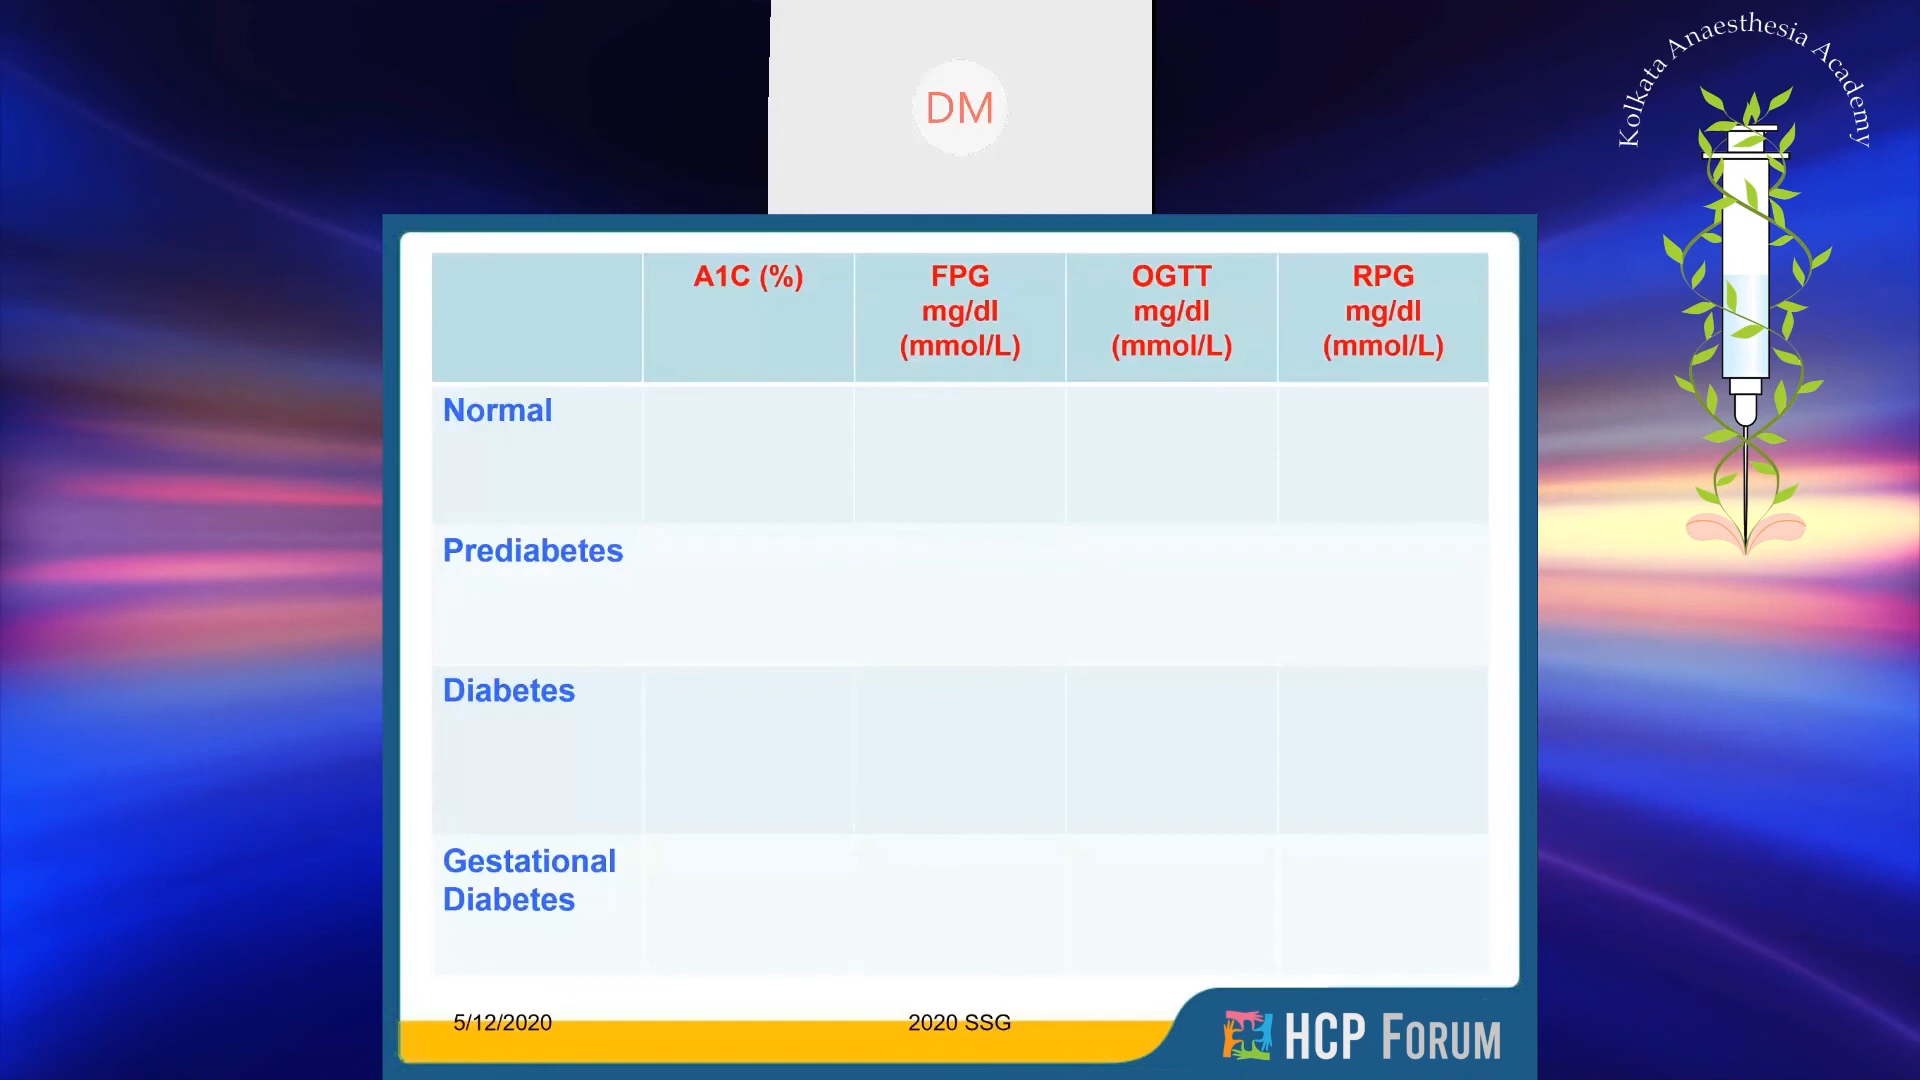 Kolkata Anaesthesia Academy
DM
A1C (%)
FPG
mg/dl
(mmol/L)
OGTT
mg/dl
(mmol/L)
RPG
mg/dl
(mmol/L)
Normal
Prediabetes
Diabetes
Gestational
Diabetes
5/12/2020
2020 SSG
HCP FORUM